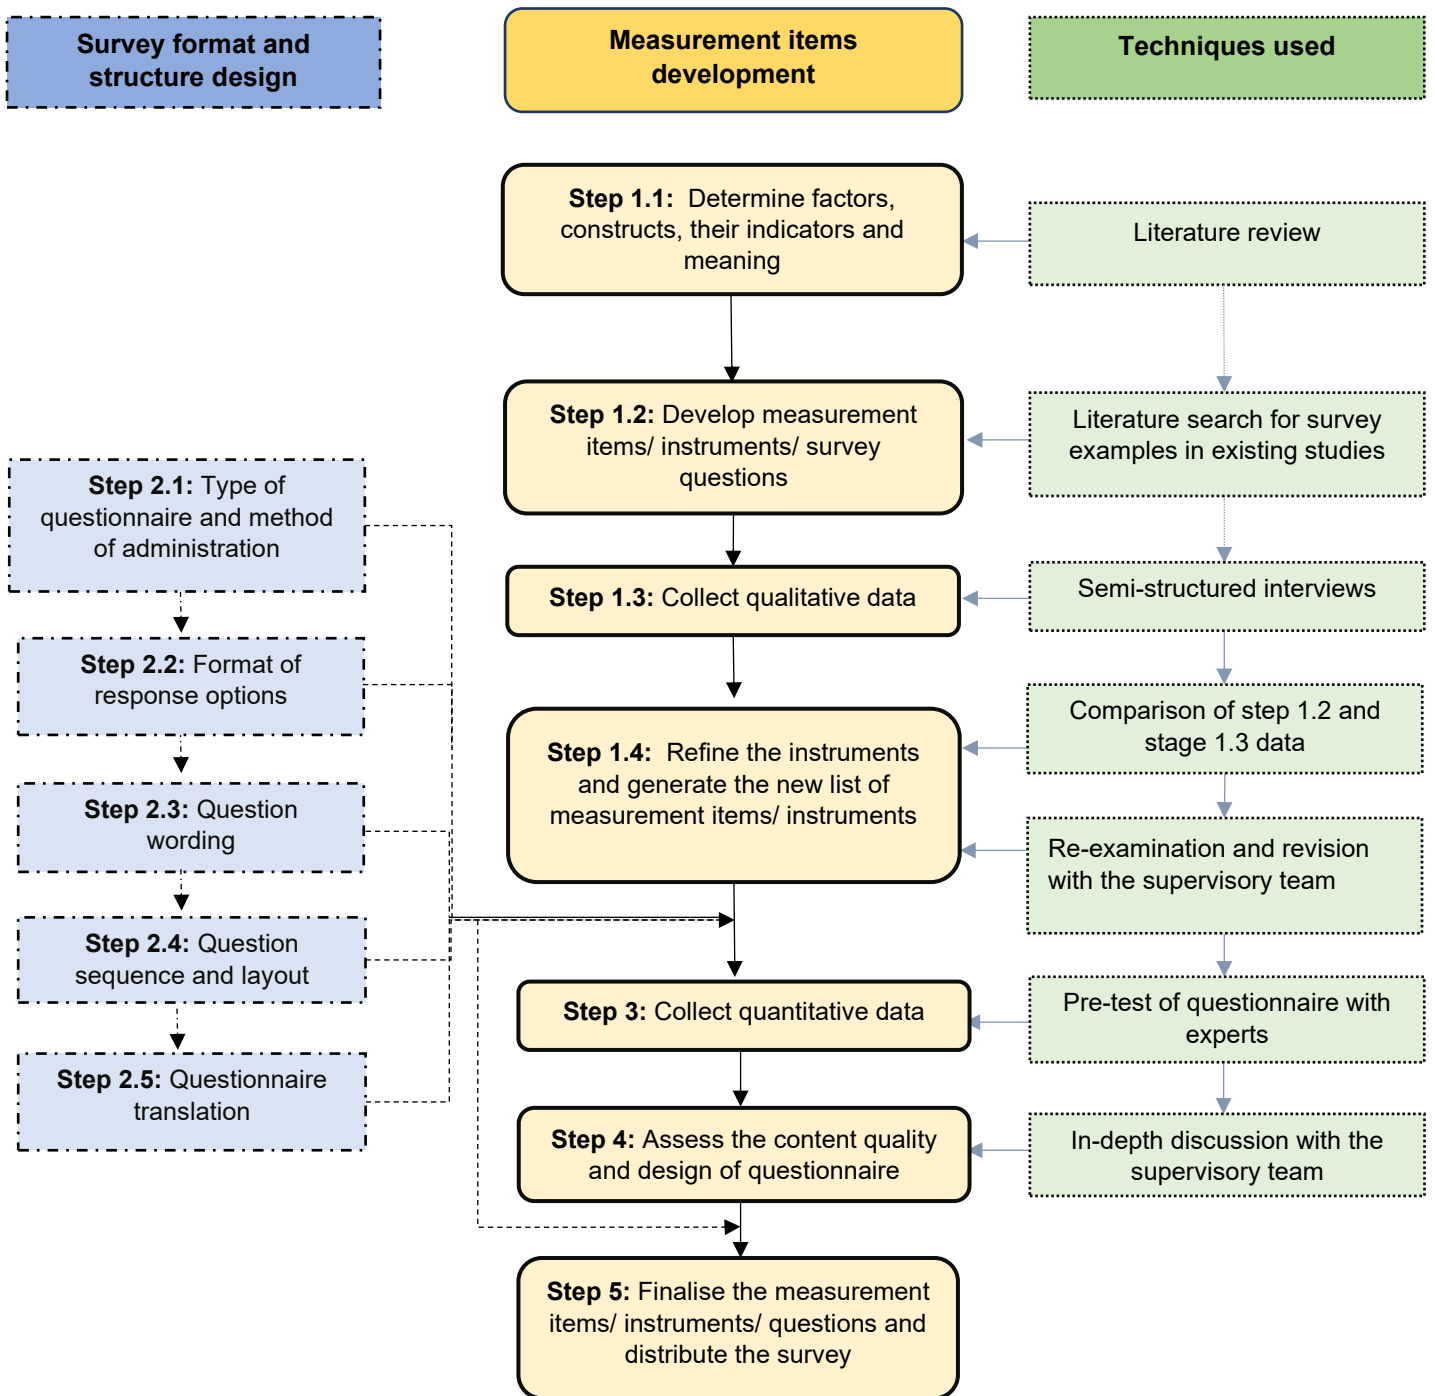 Survey format and
structure design
Measurement items
development
Techniques used
Step 1.1: Determine factors,
constructs, their indicators and
meaning
Literature review
Step 1.2: Develop measurement
items/ instruments/ survey
questions
Literature search for survey
examples in existing studies
Step 2.1: Type of
questionnaire and method
of administration
Step 1.3: Collect qualitative data
Semi-structured interviews
Step 2.2: Format of
response options
Step 1.4: Refine the instruments
and generate the new list of
measurement items/ instruments
Comparison of step 1.2 and
stage 1.3 data
Step 2.3: Question
wording
Re-examination and revision
with the supervisory team
Step 2.4: Question
sequence and layout
Step 3: Collect quantitative data
Pre-test of questionnaire with
experts
Step 2.5: Questionnaire
translation
Step 4: Assess the content quality
and design of questionnaire
In-depth discussion with the
supervisory team
Step 5: Finalise the measurement
items/ instruments/ questions and
distribute the survey